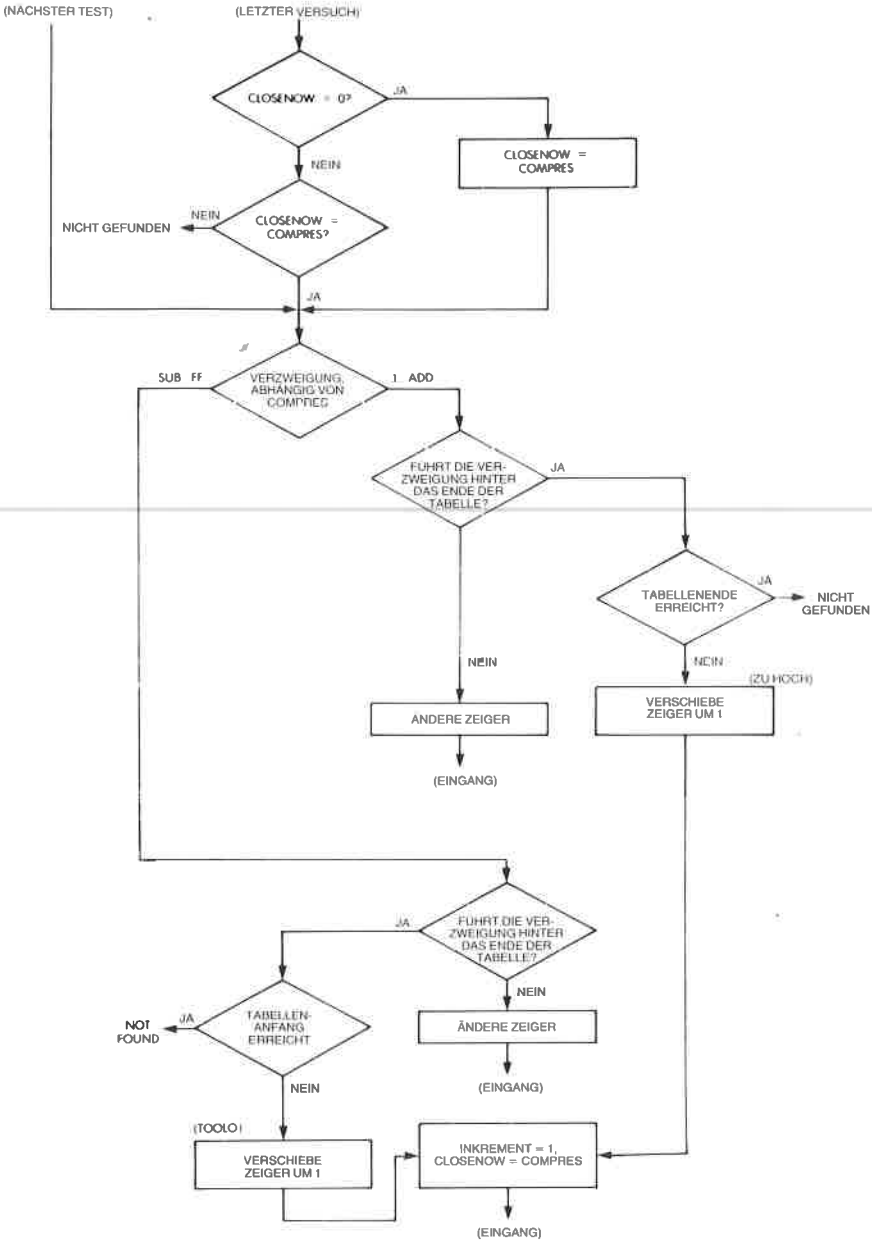 (NÄCHSTER TEST)
(LETZTER VERSUCH)
CLOSENOW = 0?
JA
CLOSENOW =
COMPRES
NEIN
NICHT GEFUNDEN
NEIN
CLOSENOW =
COMPRES?
JA
SUB FF
VERZWEIGUNG,
ABHÄNGIG VON
COMPRES
1 ADD
FÜHRT DIE VER-
ZWEIGUNG HINTER
DAS ENDE DER
TABELLE?
JA
TABELLENENDE
ERREICHT?
JA
NICHT
GEFUNDEN
NEIN
NEIN
(ZU HOCH)
ÄNDERE ZEIGER
VERSCHIEBE
ZEIGER UM 1
(EINGANG)
JA
FÜHRT DIE VER-
ZWEIGUNG HINTER
DAS ENDE DER
TABELLE?
NEIN
NOT
FOUND
JA
TABELLEN-
ANFANG
ERREICHT
ÄNDERE ZEIGER
NEIN
(EINGANG)
(TOOLO)
VERSCHIEBE
ZEIGER UM 1
INKREMENT = 1,
CLOSENOW = COMPRES
(EINGANG)